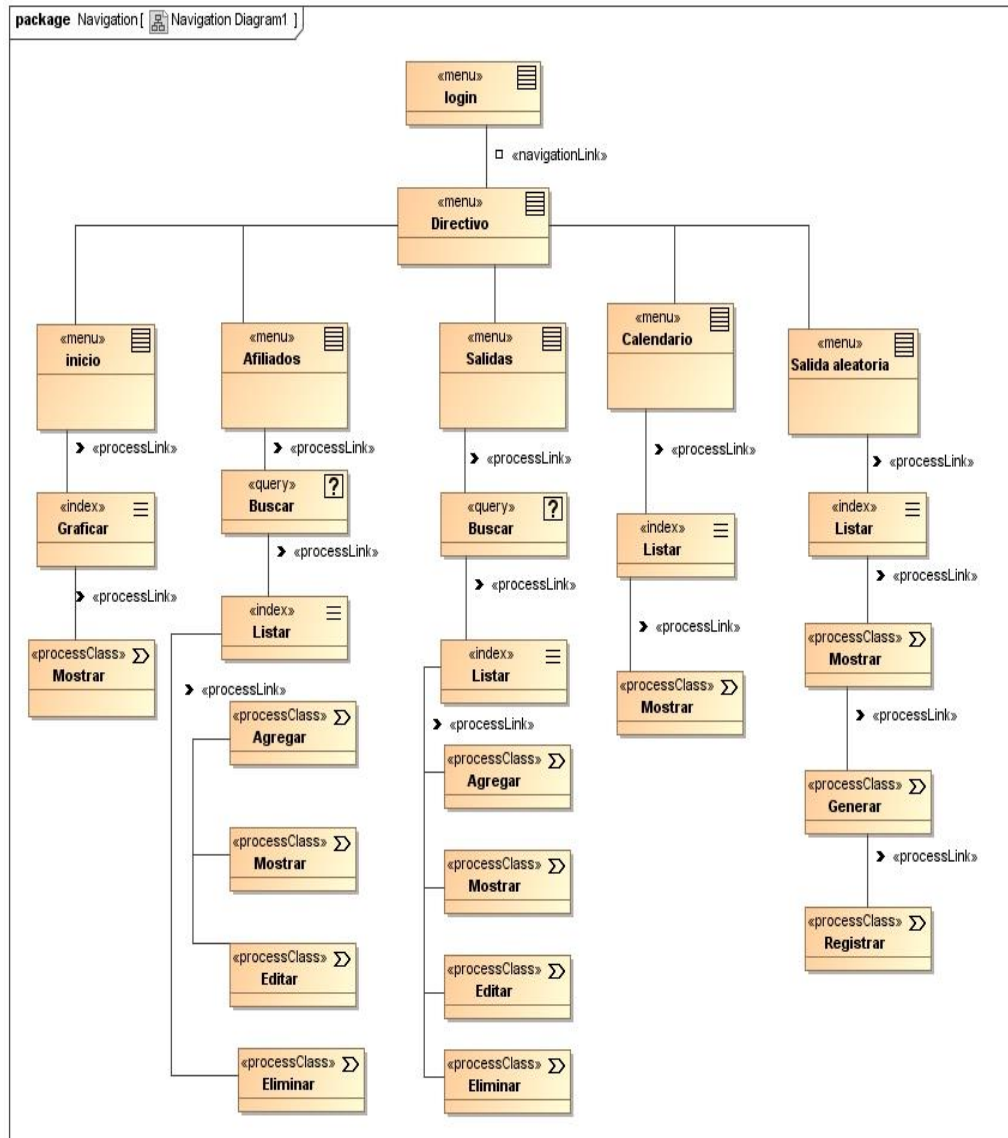 package Navigation [ Navigation Diagram1 ]
«menu»
login
«navigationLink»
«menu»
Directivo
«menu»
inicio
«processLink»
«index»
Graficar
«processLink»
«processClass»
Mostrar
«menu»
Afiliados
«processLink»
«query»
Buscar
«processLink»
«index»
Listar
«processLink»
«processClass»
Agregar
«processClass»
Mostrar
«processClass»
Editar
«processClass»
Eliminar
«menu»
Salidas
«processLink»
«query»
Buscar
«processLink»
«index»
Listar
«processLink»
«processClass»
Agregar
«processClass»
Mostrar
«processClass»
Editar
«processClass»
Eliminar
«menu»
Calendario
«processLink»
«index»
Listar
«processLink»
«processClass»
Mostrar
«menu»
Salida aleatoria
«processLink»
«index»
Listar
«processLink»
«processClass»
Mostrar
«processLink»
«processClass»
Generar
«processLink»
«processClass»
Registrar